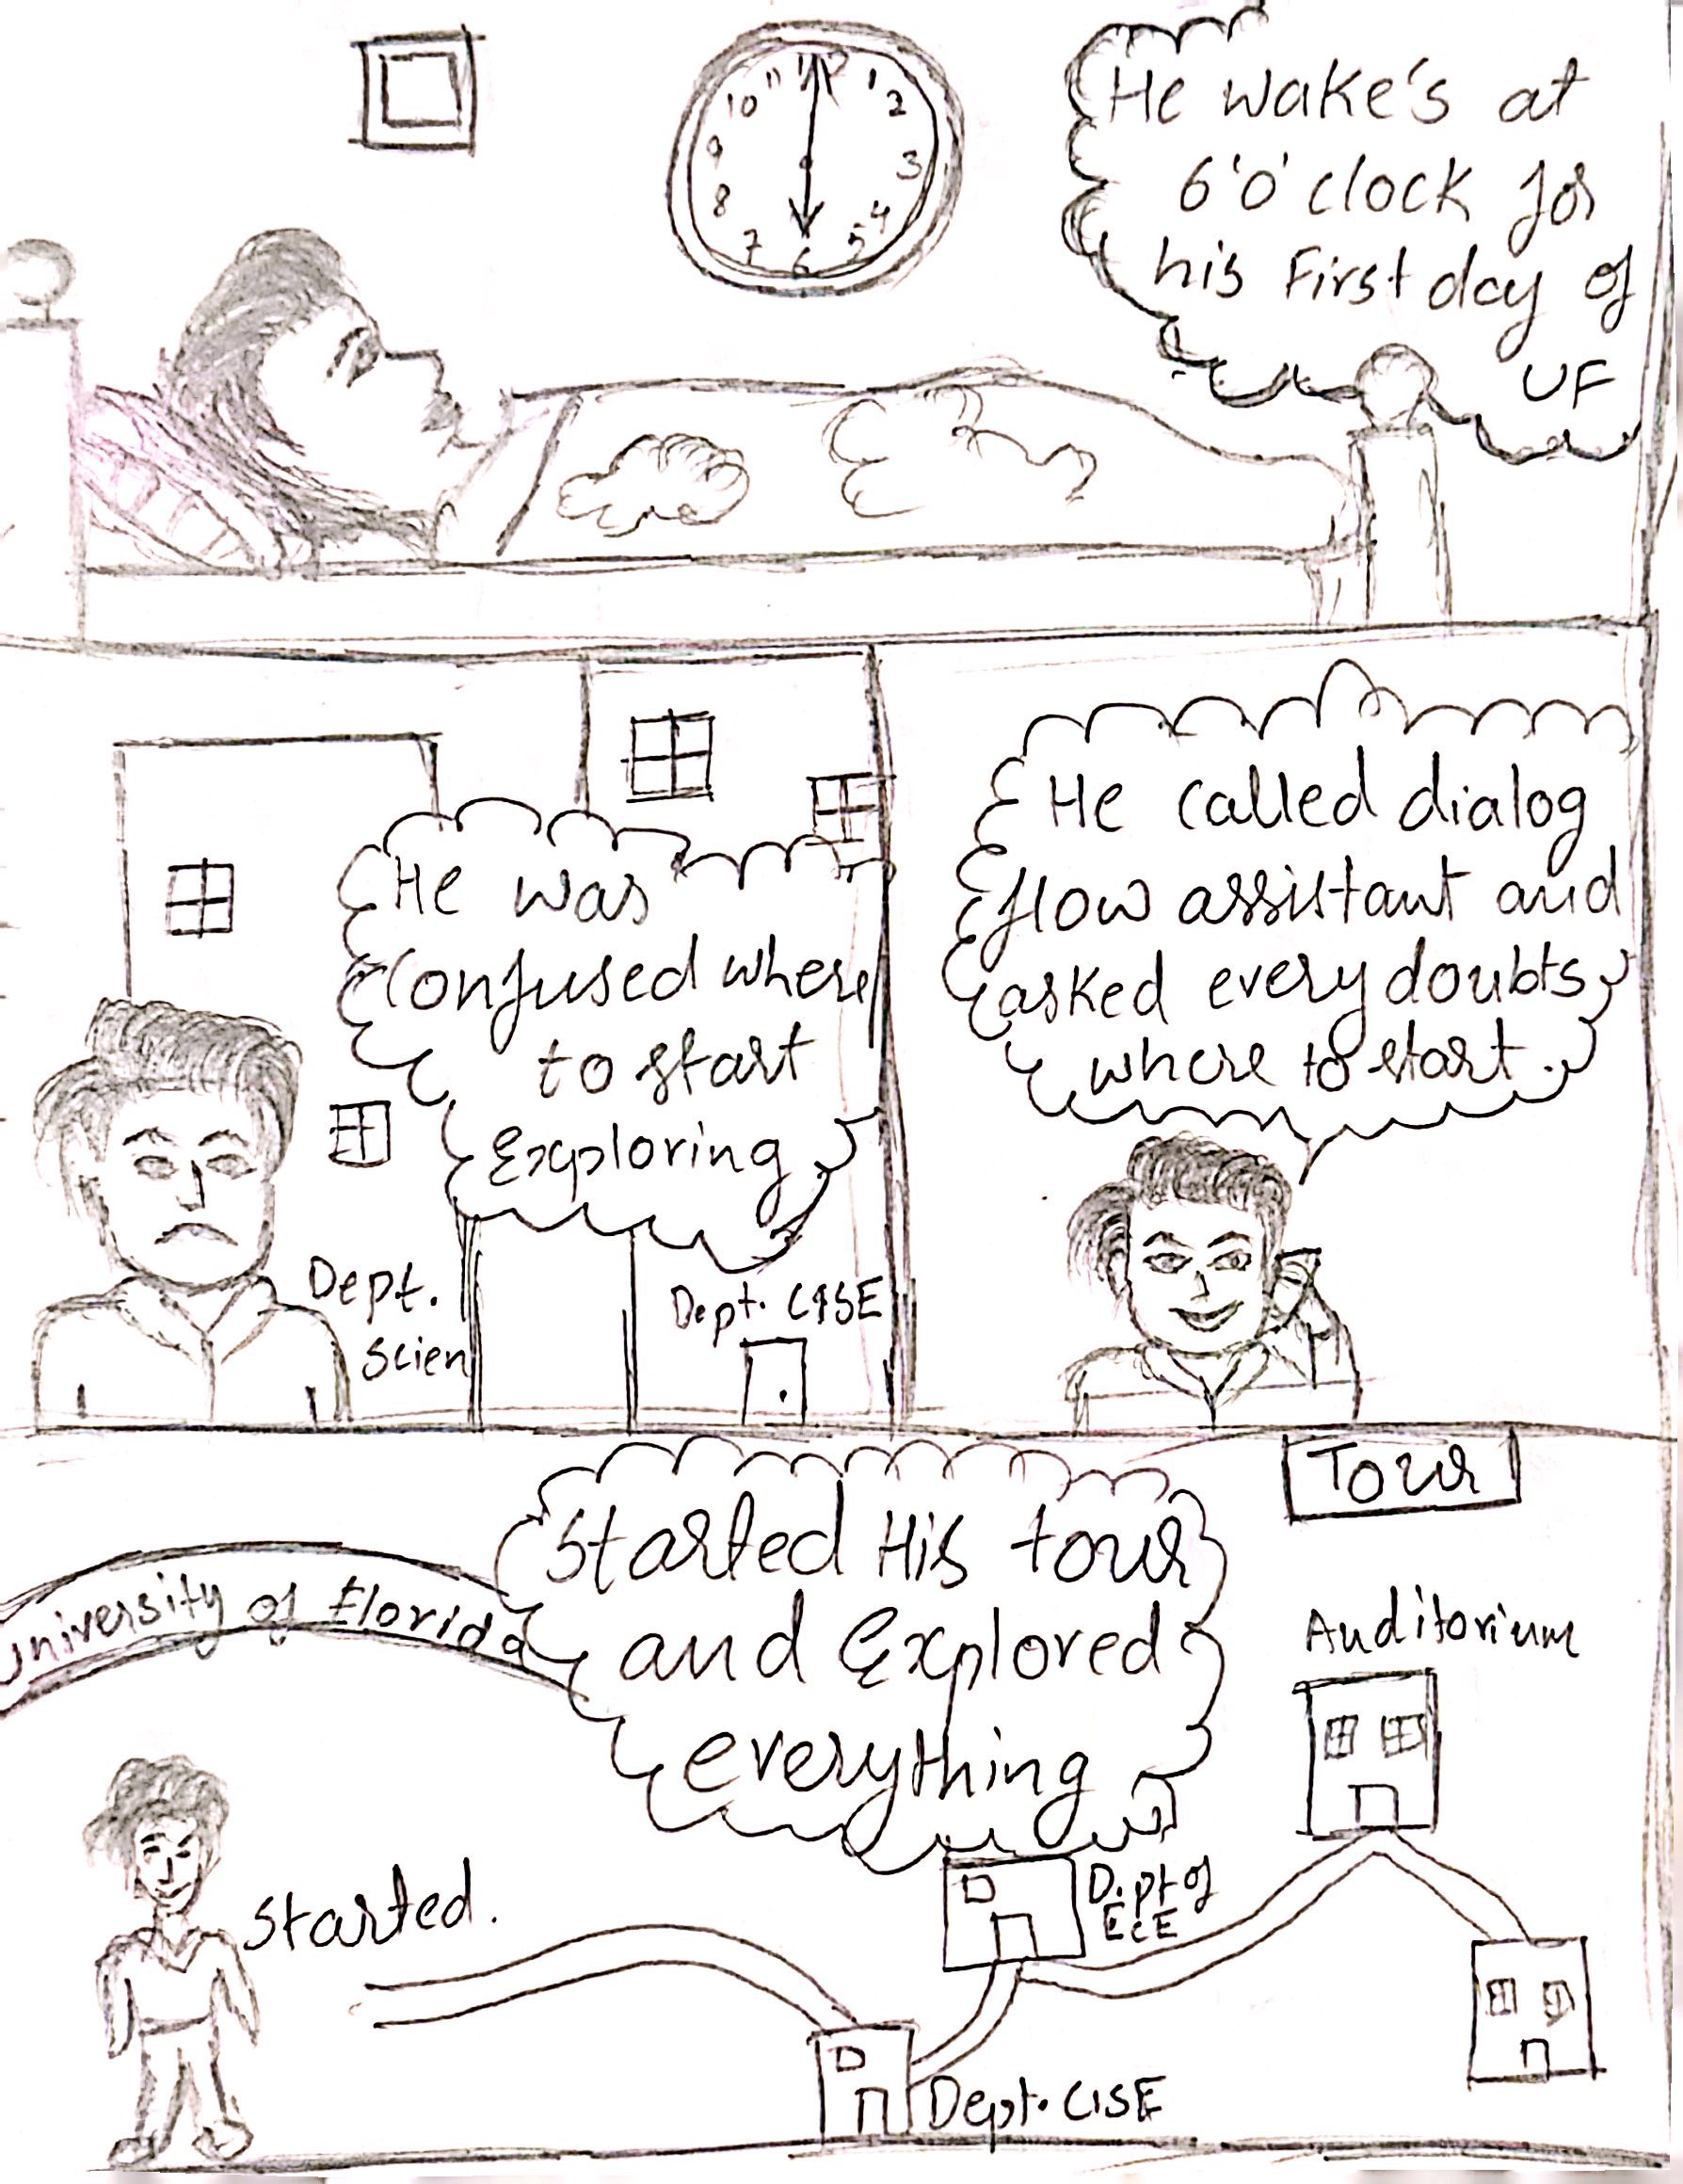 11 12 1
10 2
9 3
8 4
7 6 5
He wake's at
6'o'clock for
his First day of
UF
He was
confused where
to start
Exploring
Dept.
Scien
Dept. CISE
He called dialog
flow assistant and
asked every doubts
where to start.
Tour
Started His tour
and Explored
everything
University of Florida
Auditorium
Started.
Dept of
ECE
Dept. CISE